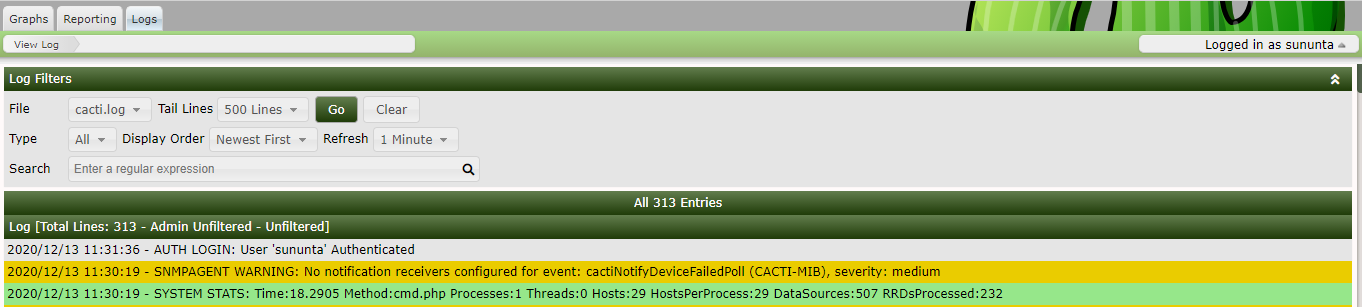 Graphs Reporting Logs
View Log Logged in as sununta
Log Filters
File cacti.log Tail Lines 500 Lines Go Clear
Type All Display Order Newest First Refresh 1 Minute
Search Enter a regular expression
All 313 Entries
Log [Total Lines: 313 - Admin Unfiltered - Unfiltered]
2020/12/13 11:31:36 - AUTH LOGIN: User 'sununta' Authenticated
2020/12/13 11:30:19 - SNMPAGENT WARNING: No notification receivers configured for event: cactiNotifyDeviceFailedPoll (CACTI-MIB), severity: medium
2020/12/13 11:30:19 - SYSTEM STATS: Time:18.2905 Method:cmd.php Processes:1 Threads:0 Hosts:29 HostsPerProcess:29 DataSources:507 RRDsProcessed:232